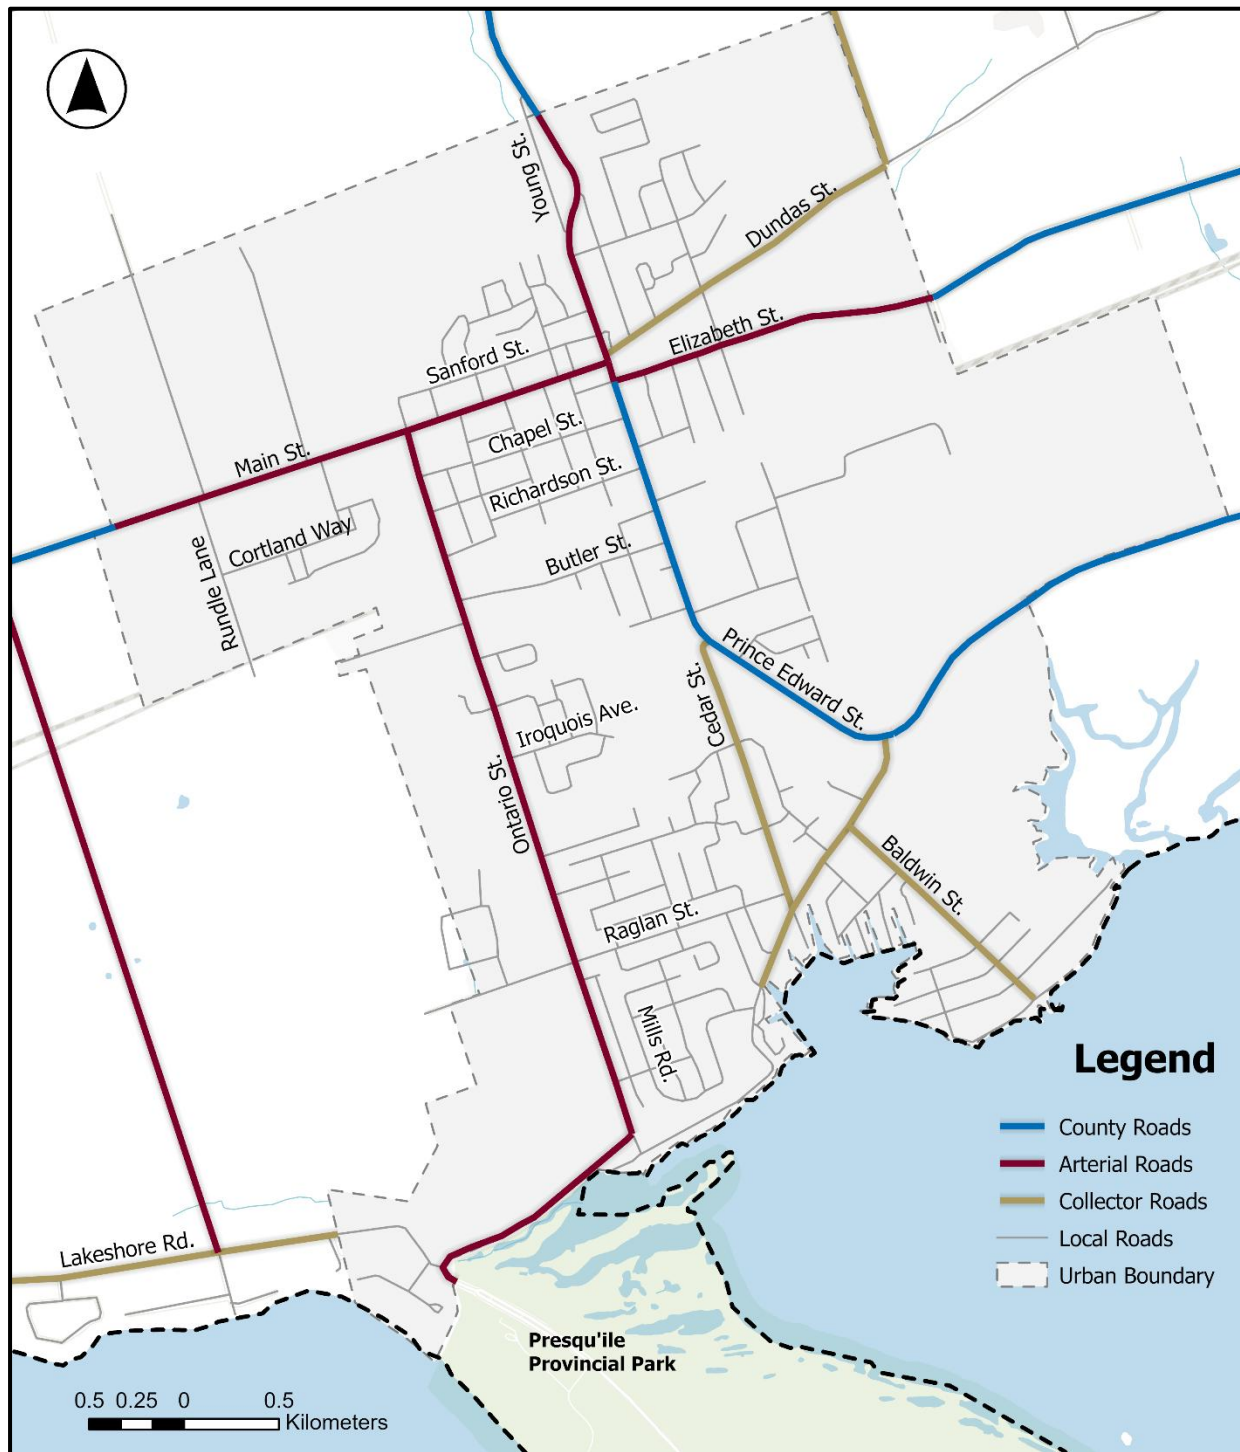 Young St.
Dundas St.
Elizabeth St.
Sanford St.
Chapel St.
Main St.
Richardson St.
Cortland Way
Butler St.
Rundle Lane
Prince Edward St.
Cedar St.
Iroquois Ave.
Ontario St.
Baldwin St.
Raglan St.
Mills Rd.
Legend
County Roads
Arterial Roads
Collector Roads
Local Roads
Urban Boundary
Lakeshore Rd.
Presqu'ile
Provincial Park
0.5 0.25 0 0.5
Kilometers